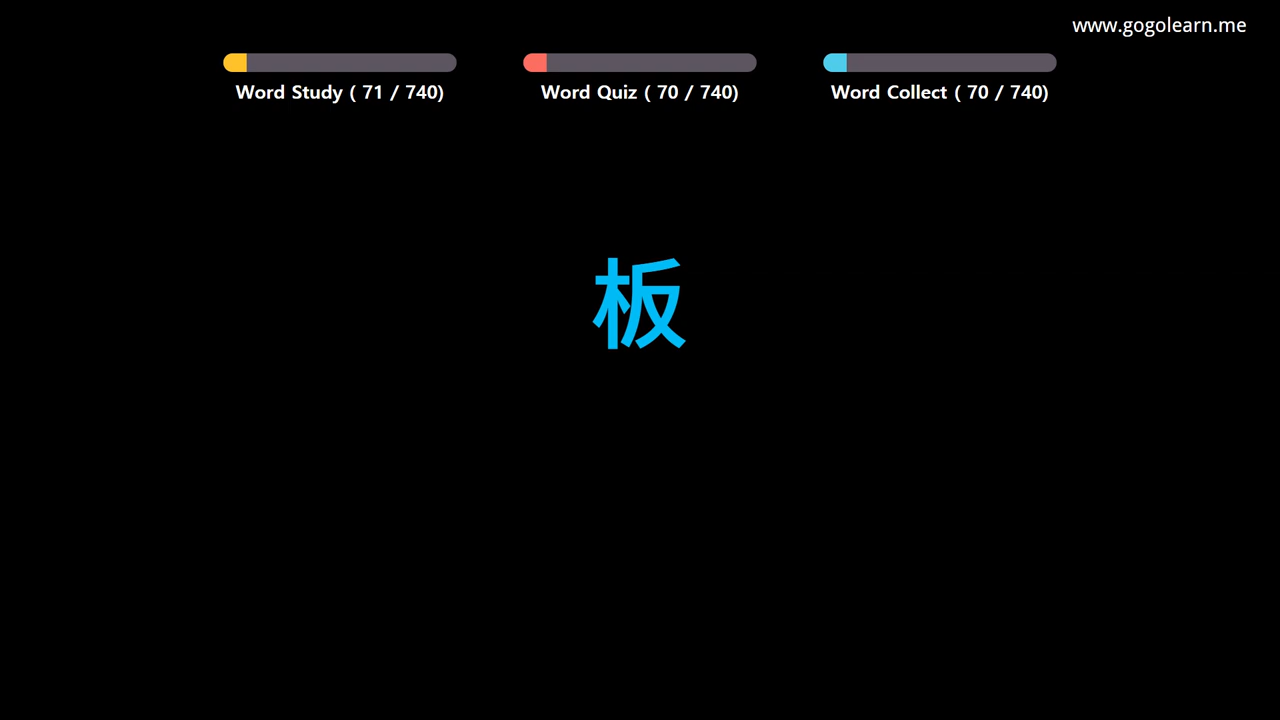 www.gogolearn.me
Word Study ( 71 / 740)
Word Quiz ( 70 / 740)
Word Collect ( 70 / 740)
板